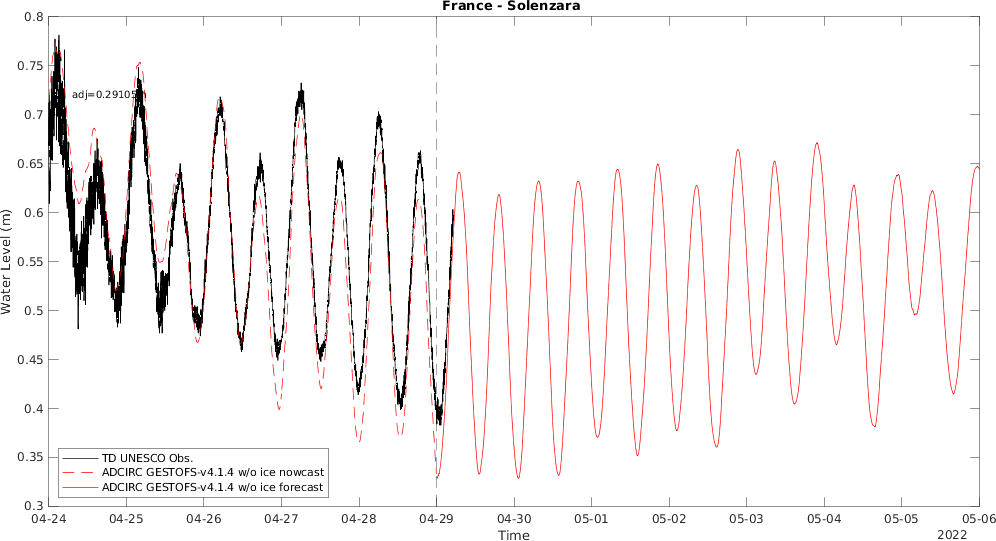 France - Solenzara
Water Level (m)
0.8
0.75
0.7
0.65
0.6
0.55
0.5
0.45
0.4
0.35
0.3
adj=0.29105
TD UNESCO Obs.
ADCIRC GESTOFS-v4.1.4 w/o ice nowcast
ADCIRC GESTOFS-v4.1.4 w/o ice forecast
04-24 04-25 04-26 04-27 04-28 04-29 04-30 05-01 05-02 05-03 05-04 05-05 05-06
Time
2022